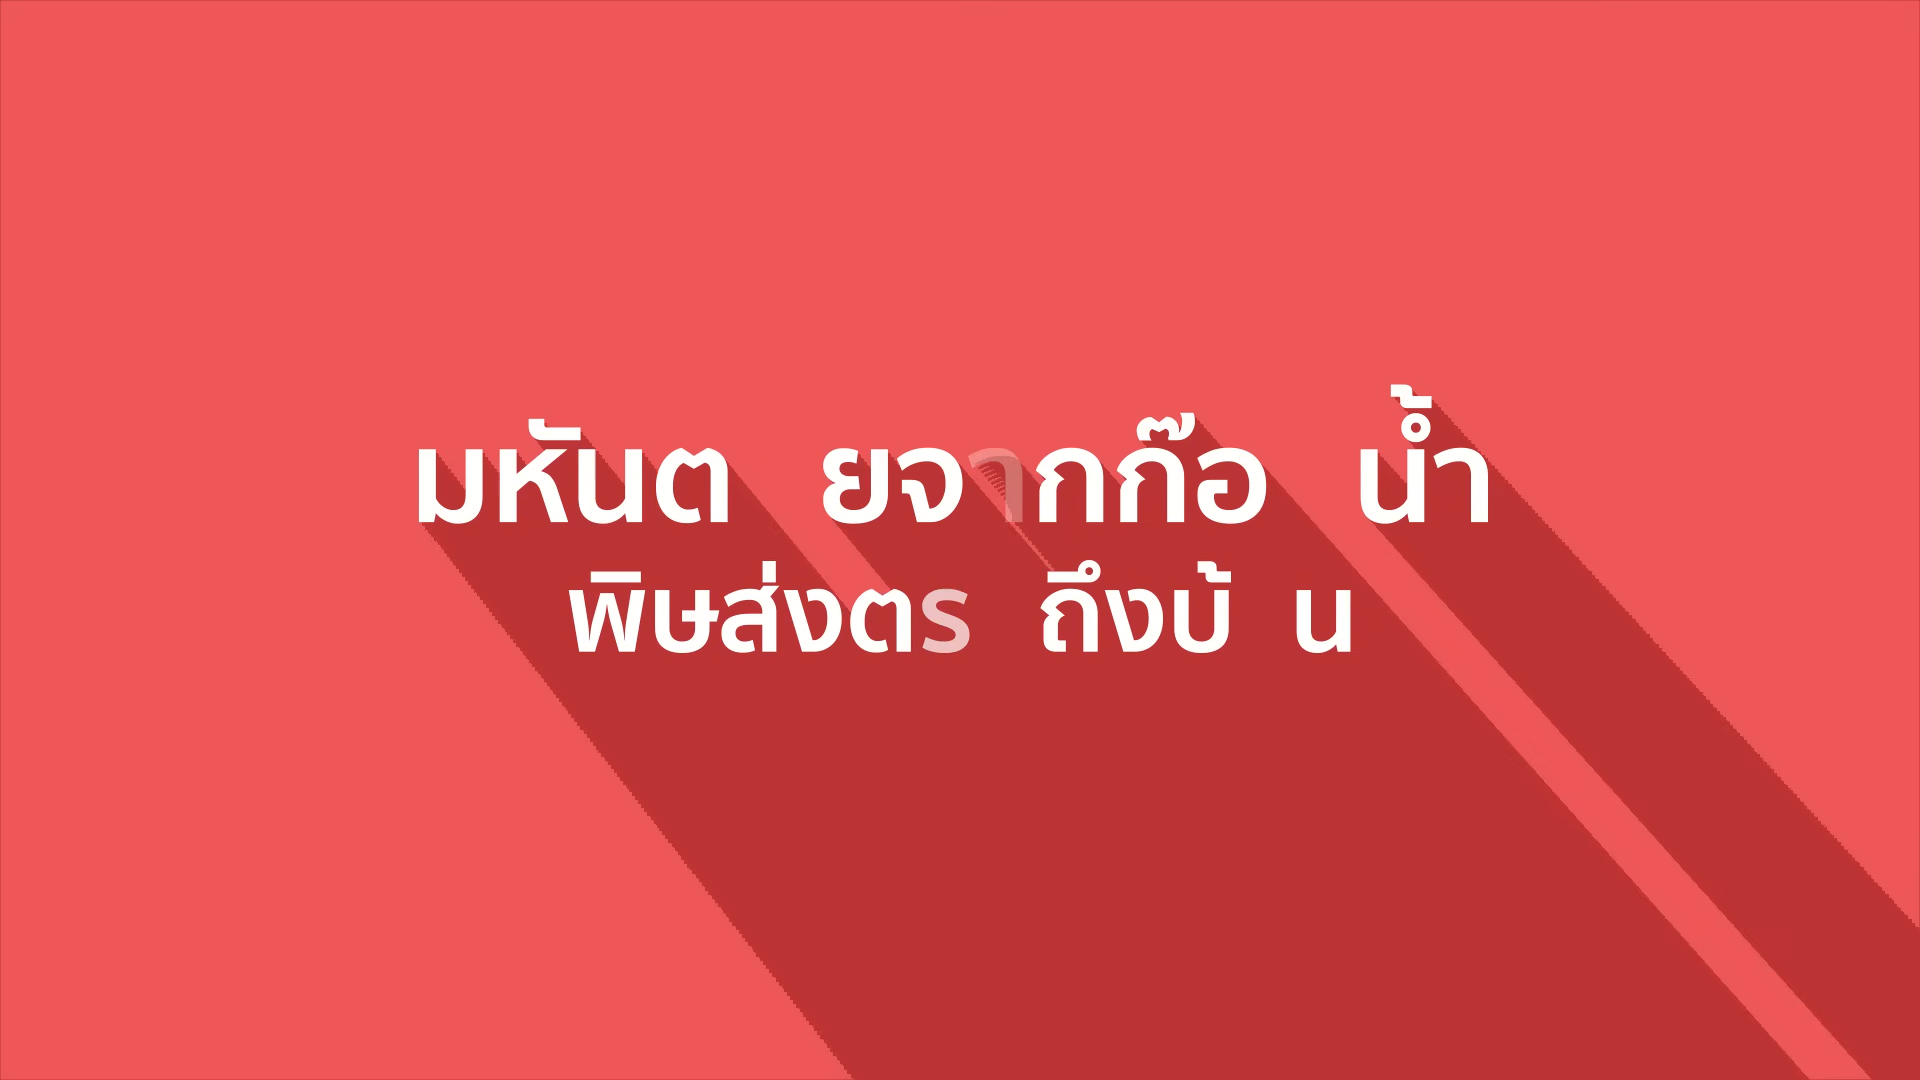 มหันต ยจากก๊อ น้ำ
พิษส่งตร ถึงบ้ น